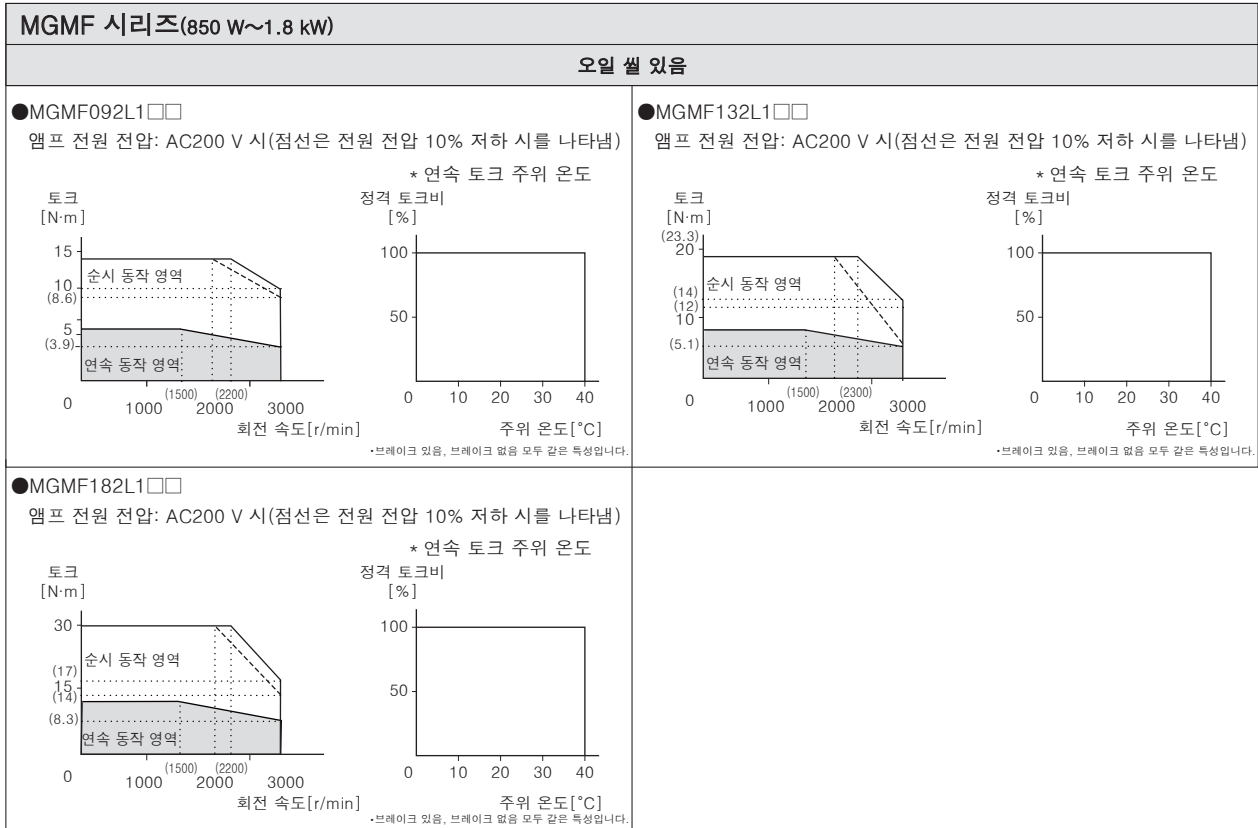 MGMF 시리즈(850 W～1.8 kW)
오일 씰 있음
●MGMF092L1□□
앰프 전원 전압: AC200 V 시(점선은 전원 전압 10% 저하 시를 나타냄)
* 연속 토크 주위 온도
토크
[N·m]
15
10
(8.6)
5
(3.9)
0
순시 동작 영역
연속 동작 영역
1000
(1500)
2000
(2200)
3000
회전 속도[r/min]
정격 토크비
[%]
100
50
0
10
20
30
40
주위 온도[°C]
•브레이크 있음, 브레이크 없음 모두 같은 특성입니다.
●MGMF132L1□□
앰프 전원 전압: AC200 V 시(점선은 전원 전압 10% 저하 시를 나타냄)
* 연속 토크 주위 온도
토크
[N·m]
(23.3)
20
(14)
(12)
10
(5.1)
0
순시 동작 영역
연속 동작 영역
1000
(1500)
2000
(2300)
3000
회전 속도[r/min]
정격 토크비
[%]
100
50
0
10
20
30
40
주위 온도[°C]
•브레이크 있음, 브레이크 없음 모두 같은 특성입니다.
●MGMF182L1□□
앰프 전원 전압: AC200 V 시(점선은 전원 전압 10% 저하 시를 나타냄)
* 연속 토크 주위 온도
토크
[N·m]
30
(17)
15
(14)
(8.3)
0
순시 동작 영역
연속 동작 영역
1000
(1500)
2000
(2200)
3000
회전 속도[r/min]
정격 토크비
[%]
100
50
0
10
20
30
40
주위 온도[°C]
•브레이크 있음, 브레이크 없음 모두 같은 특성입니다.